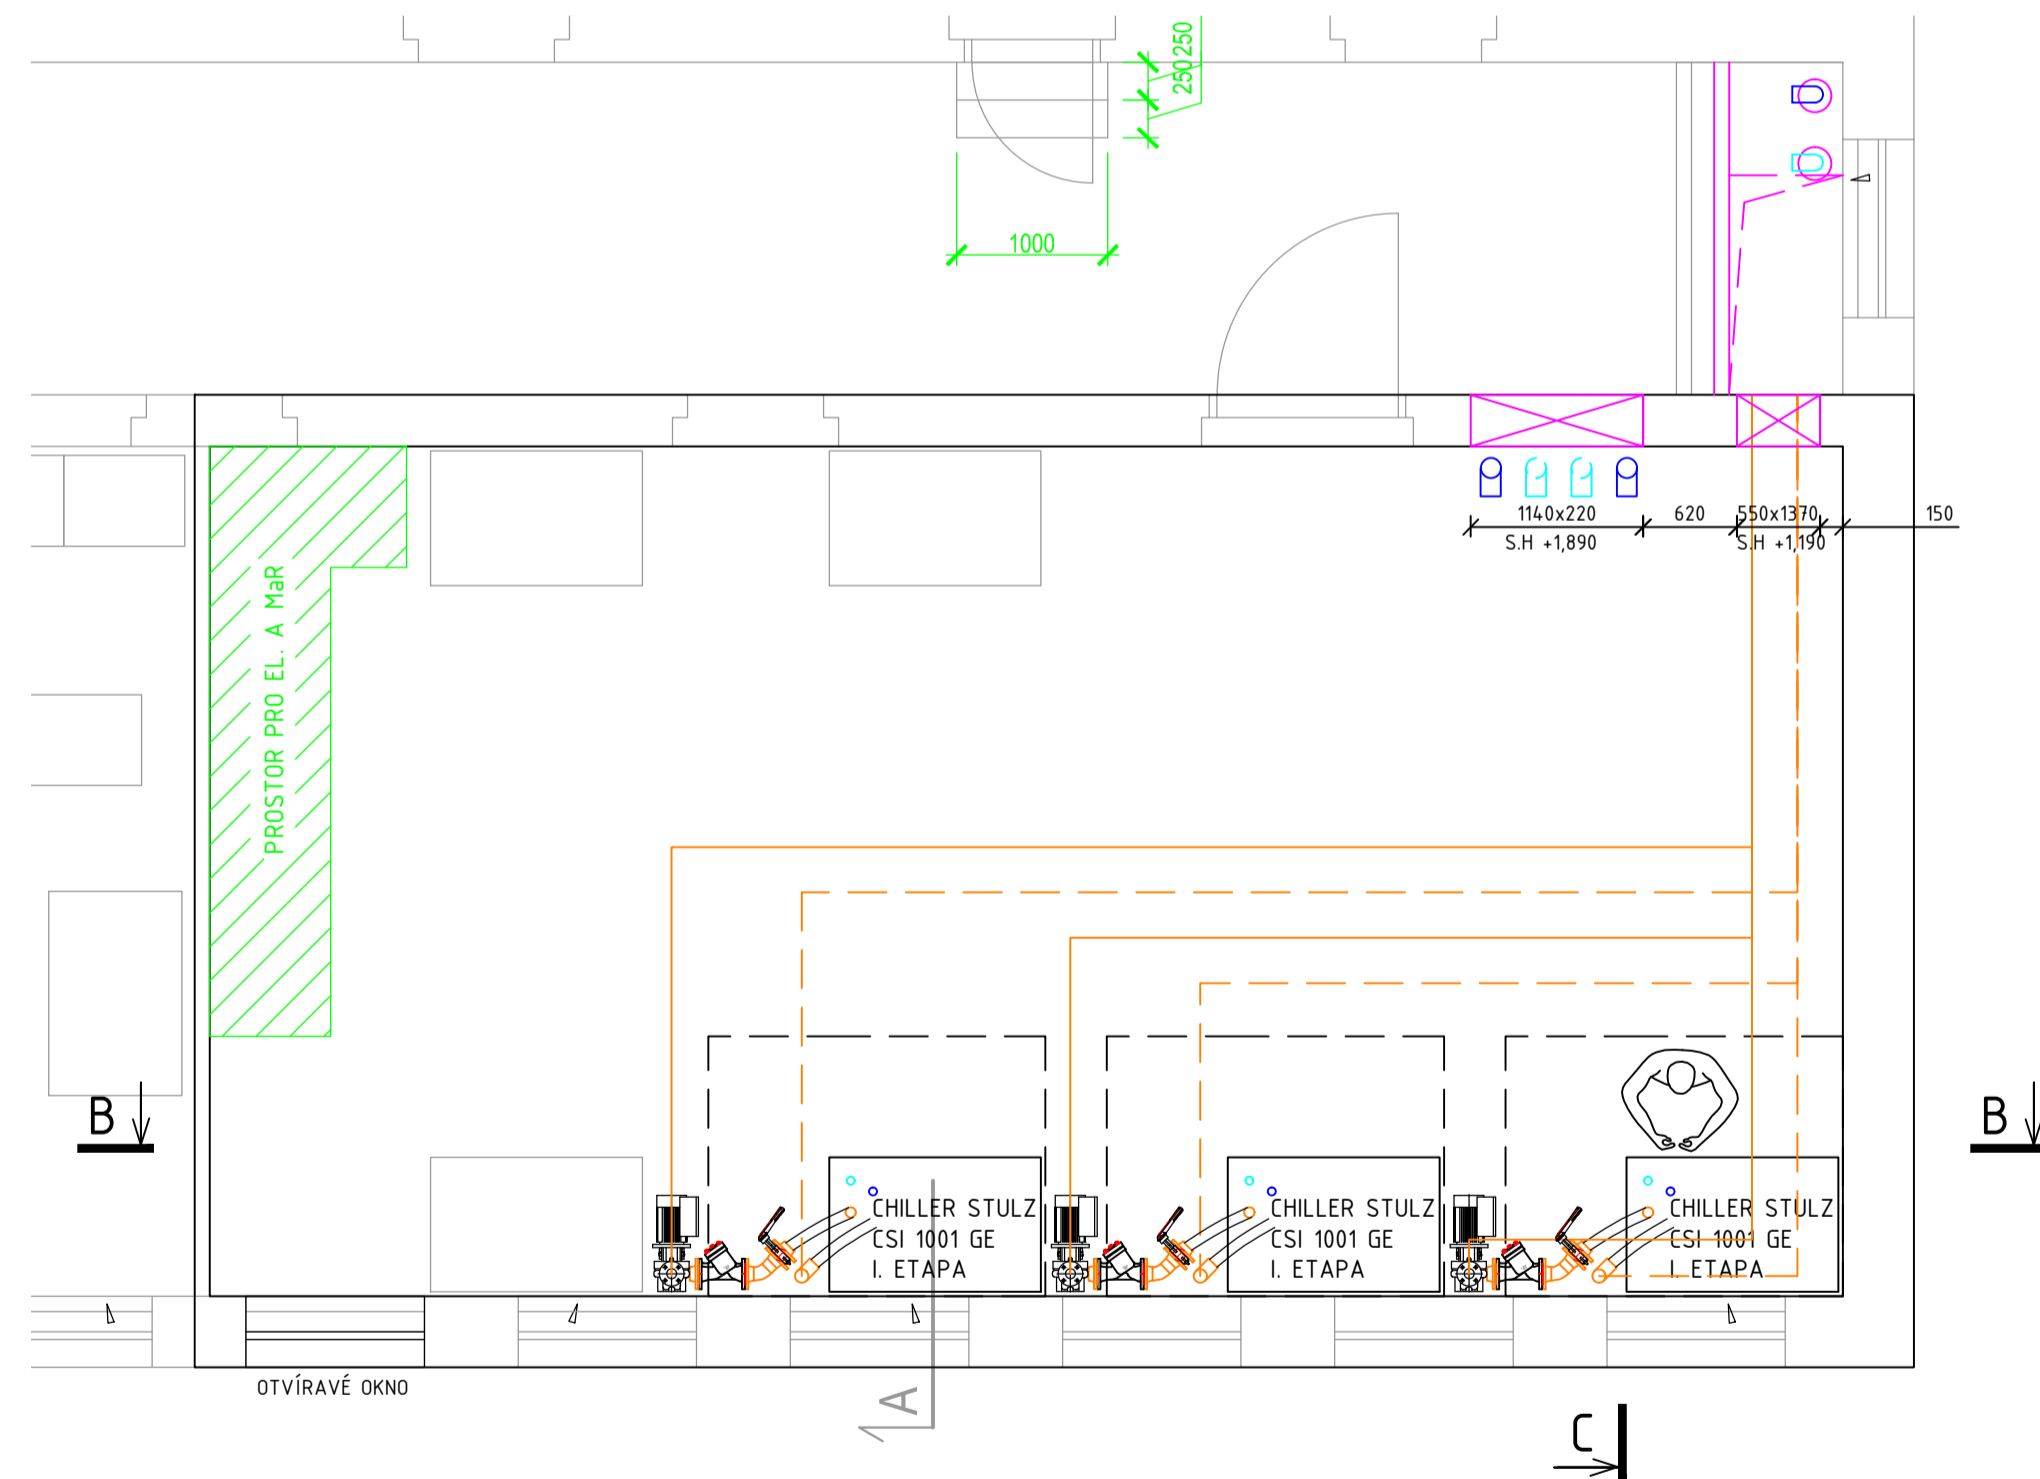 250
250
1000
1140x220
620
550x1370
150
S.H +1,890
S.H +1,190
PROSTOR PRO EL. A MaR
B
B
CHILLER STULZ
CSI 1001 GE
I. ETAPA
CHILLER STULZ
CSI 1001 GE
I. ETAPA
CHILLER STULZ
CSI 1001 GE
I. ETAPA
OTVÍRAVÉ OKNO
A
C